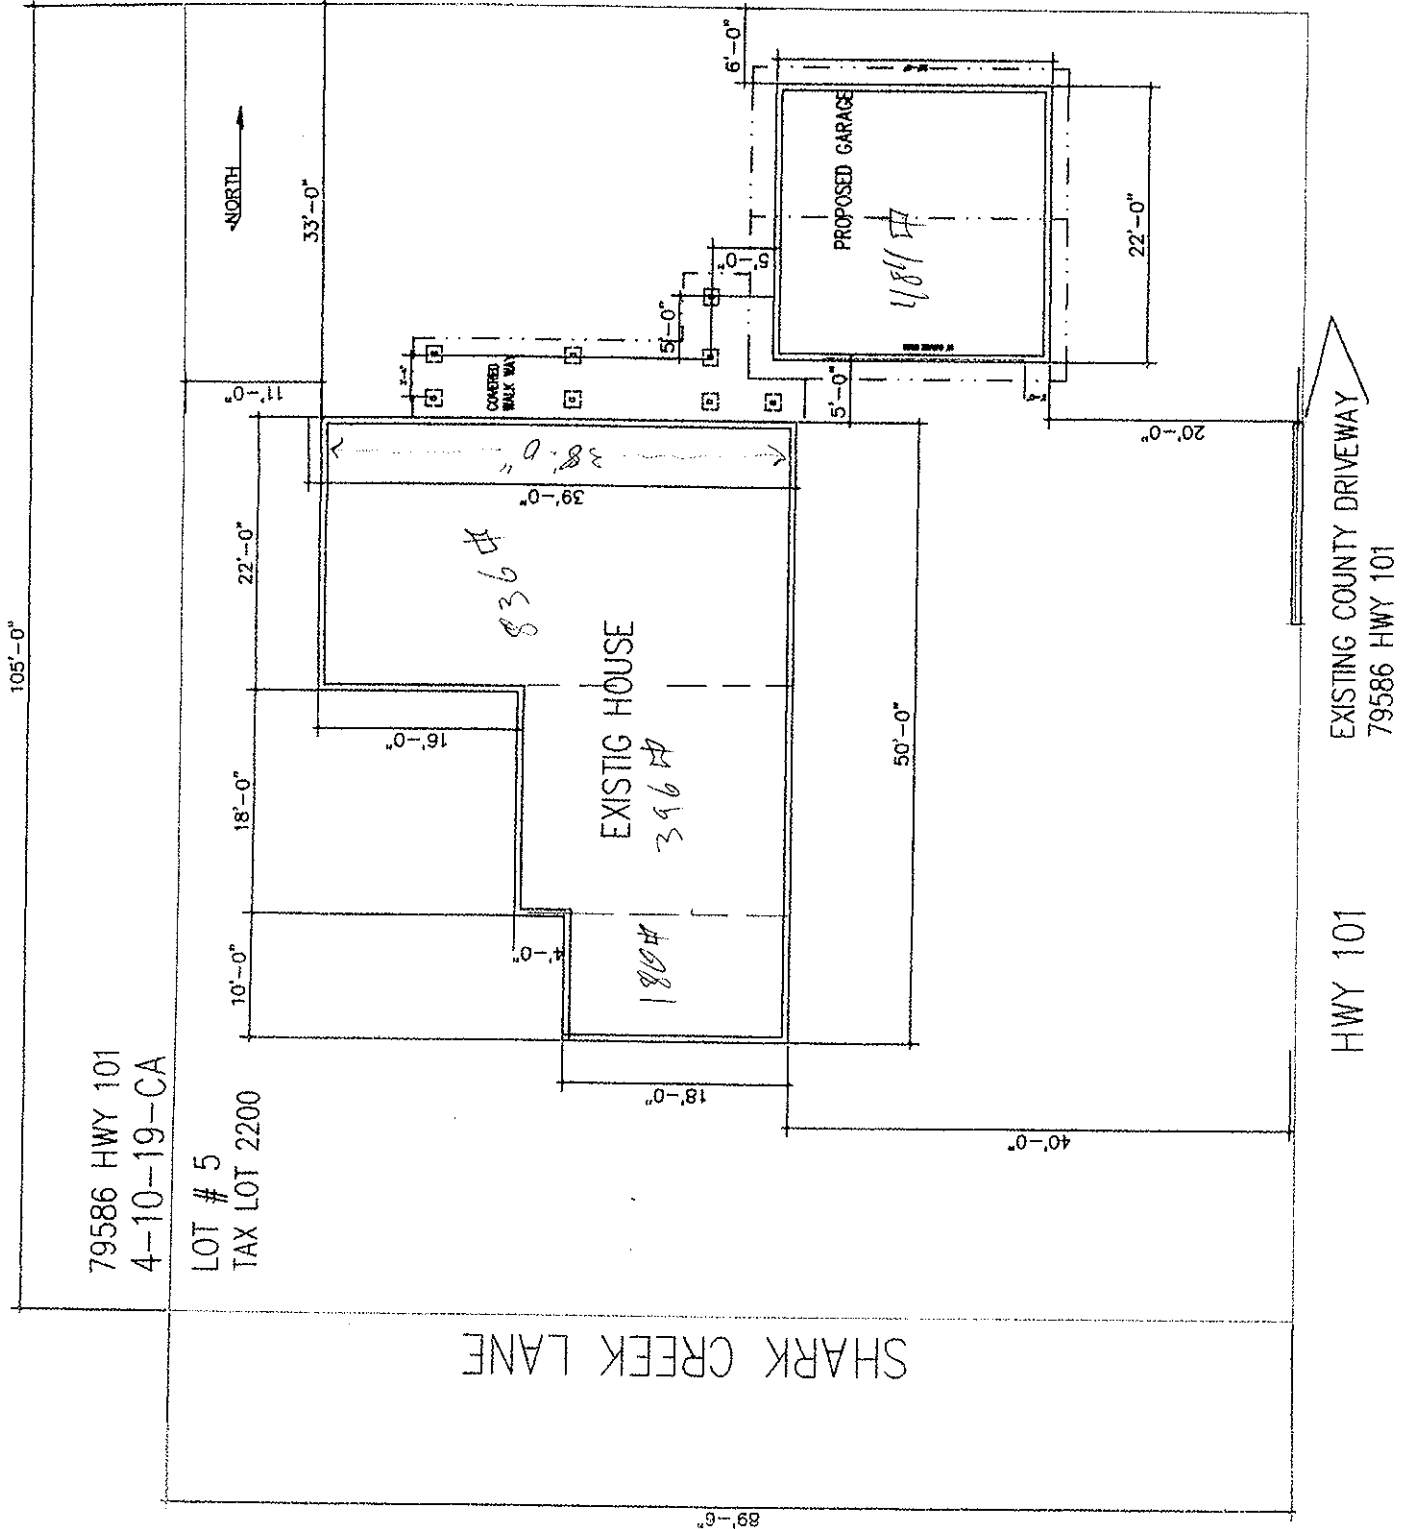 105'-0"
NORTH
33'-0"
6'-0"
11'-0"
COVERED
WALK WAY
5'-0"
5'-0"
PROPOSED GARAGE
484
22'-0"
5'-0"
20'-0"
38'-0"
39'-0"
22'-0"
836
16'-0"
EXISTIG HOUSE
396
18'-0"
50'-0"
4'-0"
180
10'-0"
18'-0"
40'-0"
79586 HWY 101
4-10-19-CA
LOT # 5
TAX LOT 2200
EXISTING COUNTY DRIVEWAY
79586 HWY 101
HWY 101
SHARK CREEK LANE
89'-6"